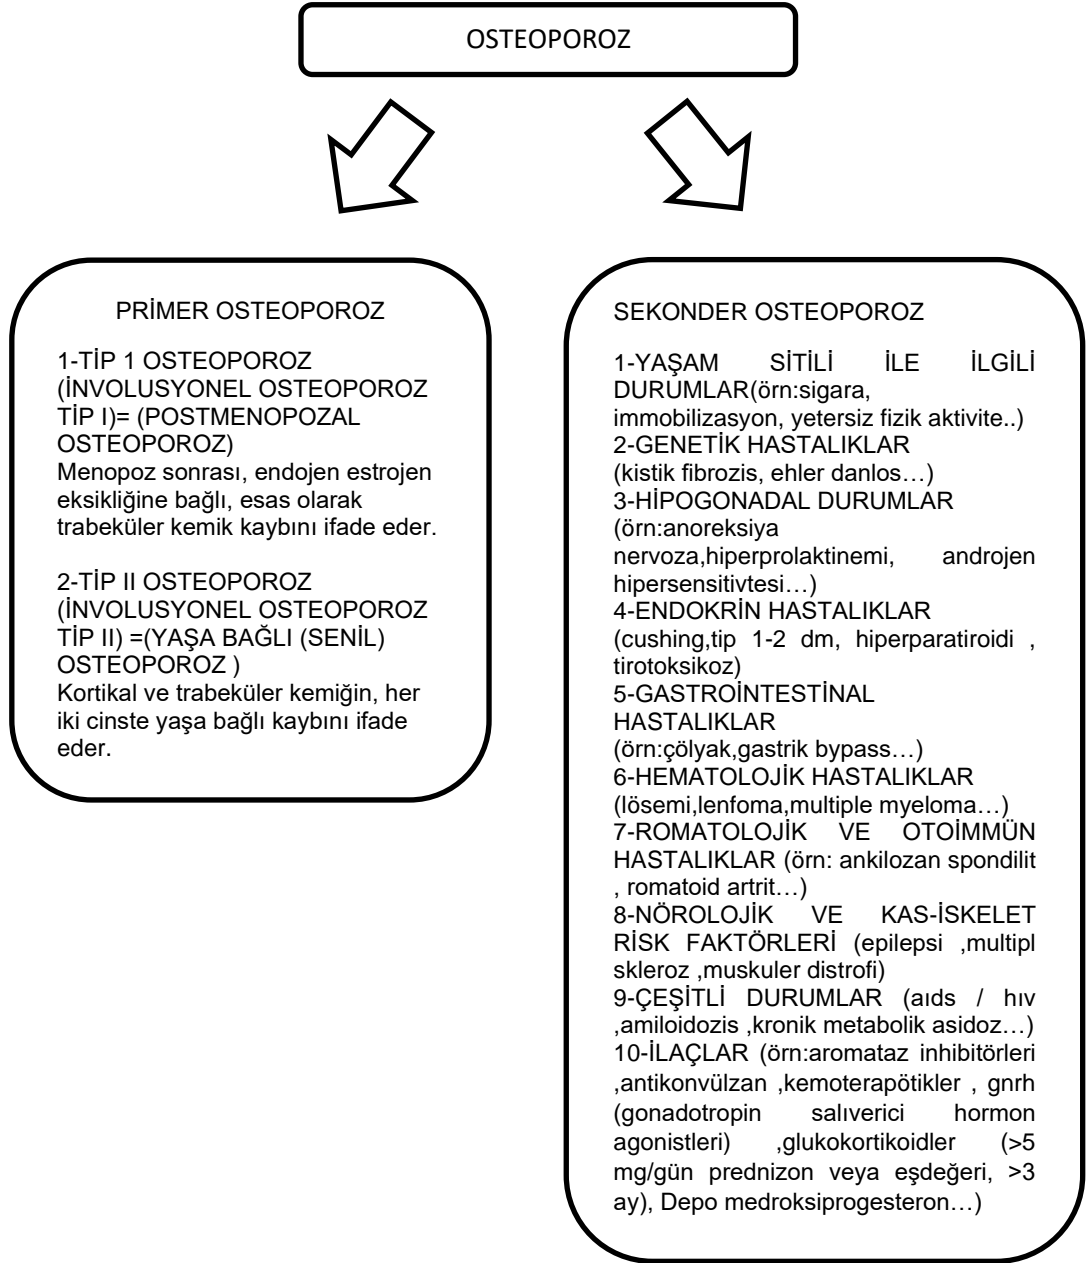 OSTEOPOROZ
PRİMER OSTEOPOROZ
1-TİP 1 OSTEOPOROZ
(İNVOLUSYONEL OSTEOPOROZ
TİP I)= (POSTMENOPOZAL
OSTEOPOROZ)
Menopoz sonrası, endojen estrojen
eksikliğine bağlı, esas olarak
trabeküler kemik kaybını ifade eder.
2-TİP II OSTEOPOROZ
(İNVOLUSYONEL OSTEOPOROZ
TİP II) =(YAŞA BAĞLI (SENİL)
OSTEOPOROZ )
Kortikal ve trabeküler kemiğin, her
iki cinste yaşa bağlı kaybını ifade
eder.
SEKONDER OSTEOPOROZ
1-YAŞAM SİTİLİ İLE İLGİLİ
DURUMLAR(örn:sigara,
immobilizasyon, yetersiz fizik aktivite..)
2-GENETİK HASTALIKLAR
(kistik fibrozis, ehler danlos…)
3-HİPOGONADAL DURUMLAR
(örn:anoreksiya
nervoza,hiperprolaktinemi, androjen
hipersensitivtesi…)
4-ENDOKRİN HASTALIKLAR
(cushing,tip 1-2 dm, hiperparatiroidi ,
tirotoksikoz)
5-GASTROİNTESTİNAL
HASTALIKLAR
(örn:çölyak,gastrik bypass…)
6-HEMATOLOJİK HASTALIKLAR
(lösemi,lenfoma,multiple myeloma…)
7-ROMATOLOJİK VE OTOİMMÜN
HASTALIKLAR (örn: ankilozan spondilit
, romatoid artrit…)
8-NÖROLOJİK VE KAS-İSKELET
RİSK FAKTÖRLERİ (epilepsi ,multipl
skleroz ,muskuler distrofi)
9-ÇEŞİTLİ DURUMLAR (aıds / hıv
,amiloidozis ,kronik metabolik asidoz…)
10-İLAÇLAR (örn:aromataz inhibitörleri
,antikonvülzan ,kemoterapötikler , gnrh
(gonadotropin salıverici hormon
agonistleri) ,glukokortikoidler (>5
mg/gün prednizon veya eşdeğeri, >3
ay), Depo medroksiprogesteron…)